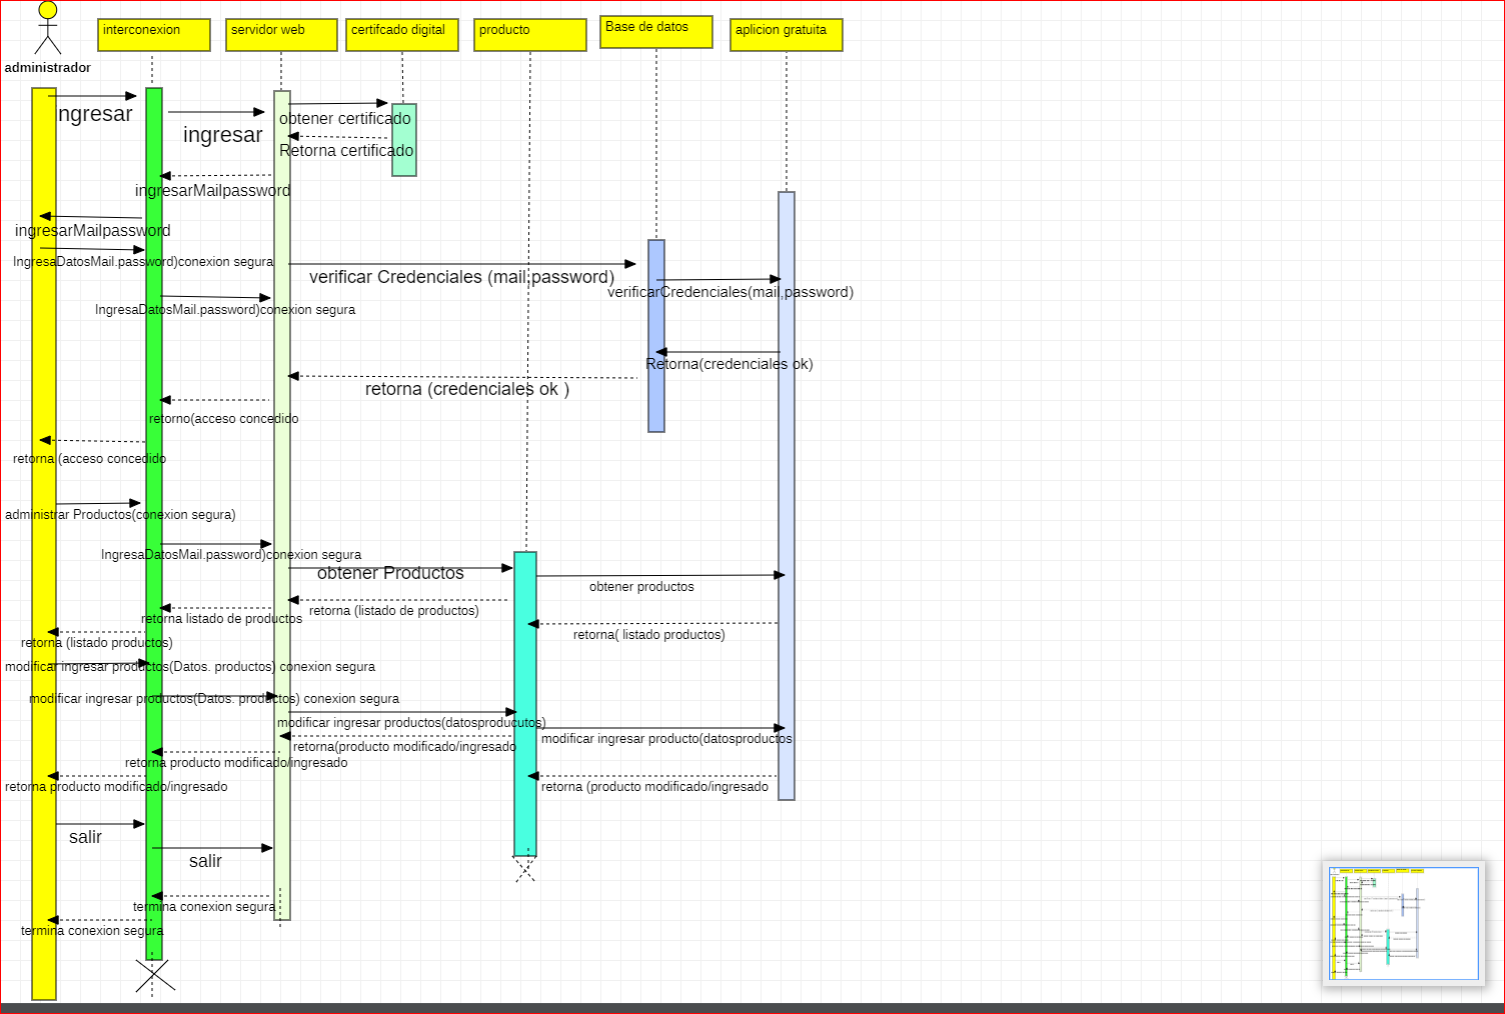 administrador
interconexion
servidor web
certifcado digital
producto
Base de datos
aplicion gratuita
ngresar
ingresar
obtener certificado
Retorna certificado
ingresarMailpassword
ingresarMailpassword
IngresaDatosMail.password)conexion segura
verificar Credenciales (mail,password)
verificarCredenciales(mail,password)
IngresaDatosMail.password)conexion segura
Retorna(credenciales ok)
retorna (credenciales ok )
retorno(acceso concedido
retorna (acceso concedido
administrar Productos(conexion segura)
IngresaDatosMail.password)conexion segura
obtener Productos
obtener productos
retorna (listado de productos)
retorna listado de productos
retorna( listado productos)
retorna (listado productos)
modificar ingresar productos(Datos. productos) conexion segura
modificar ingresar productos(Datos. productos) conexion segura
modificar ingresar productos(datosproducutos)
modificar ingresar producto(datosproductos
retorna(producto modificado/ingresado
retorna producto modificado/ingresado
retorna producto modificado/ingresado
retorna (producto modificado/ingresado
salir
salir
termina conexion segura
termina conexion segura